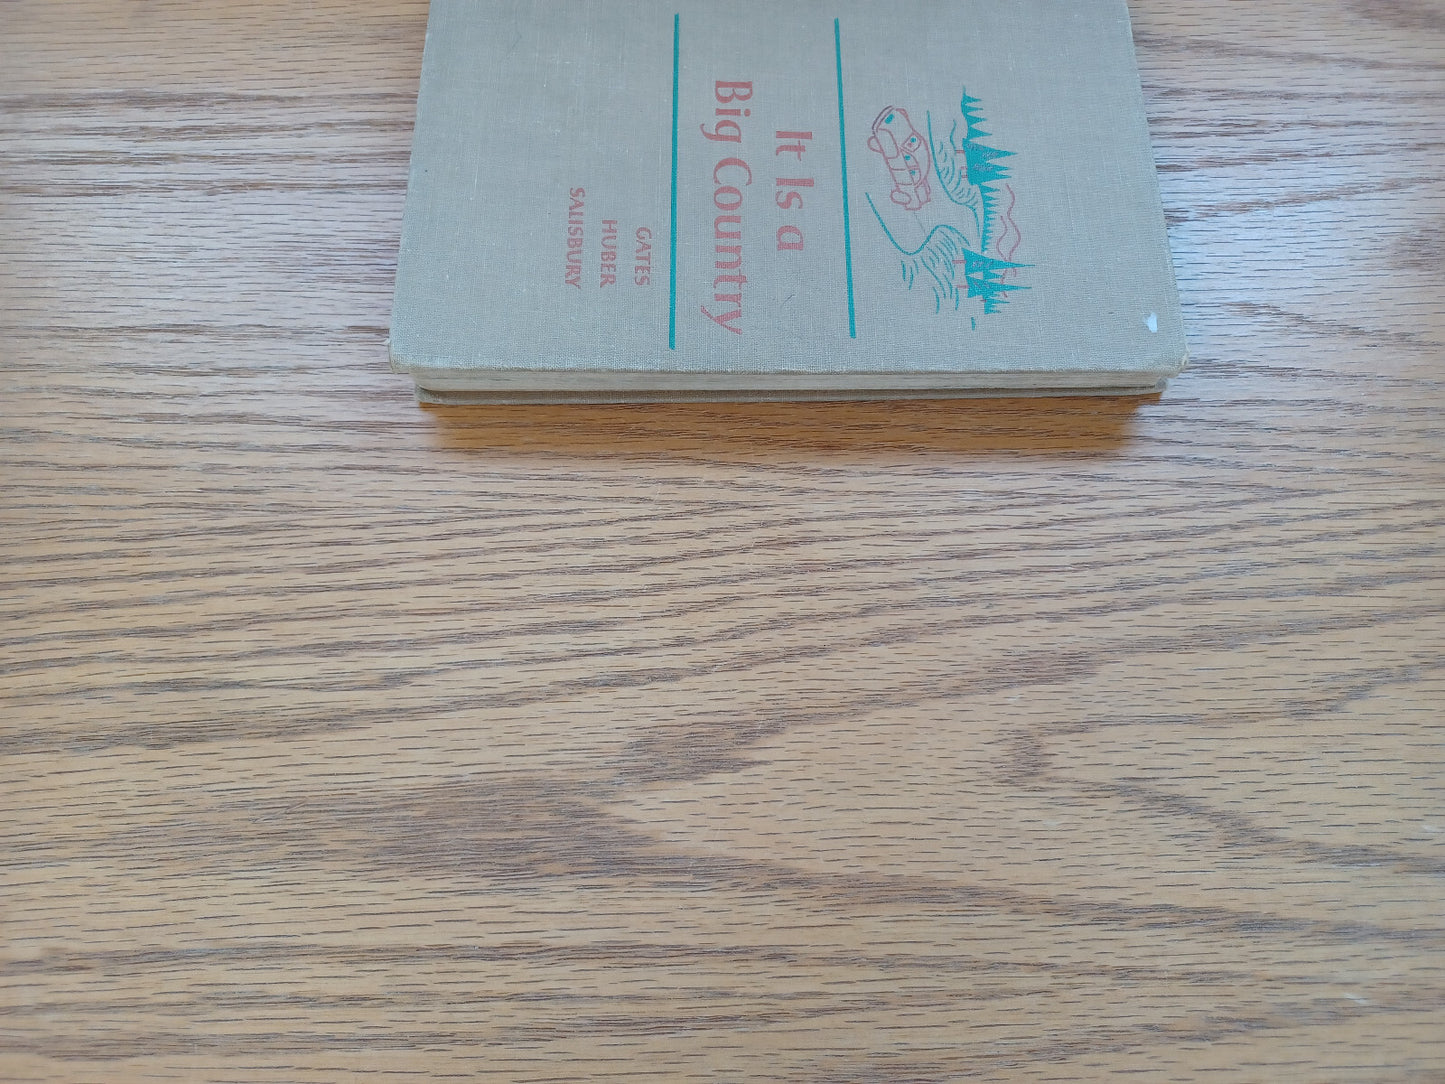 It Is a
Big Country
GATES
HUBER
SALISBURY